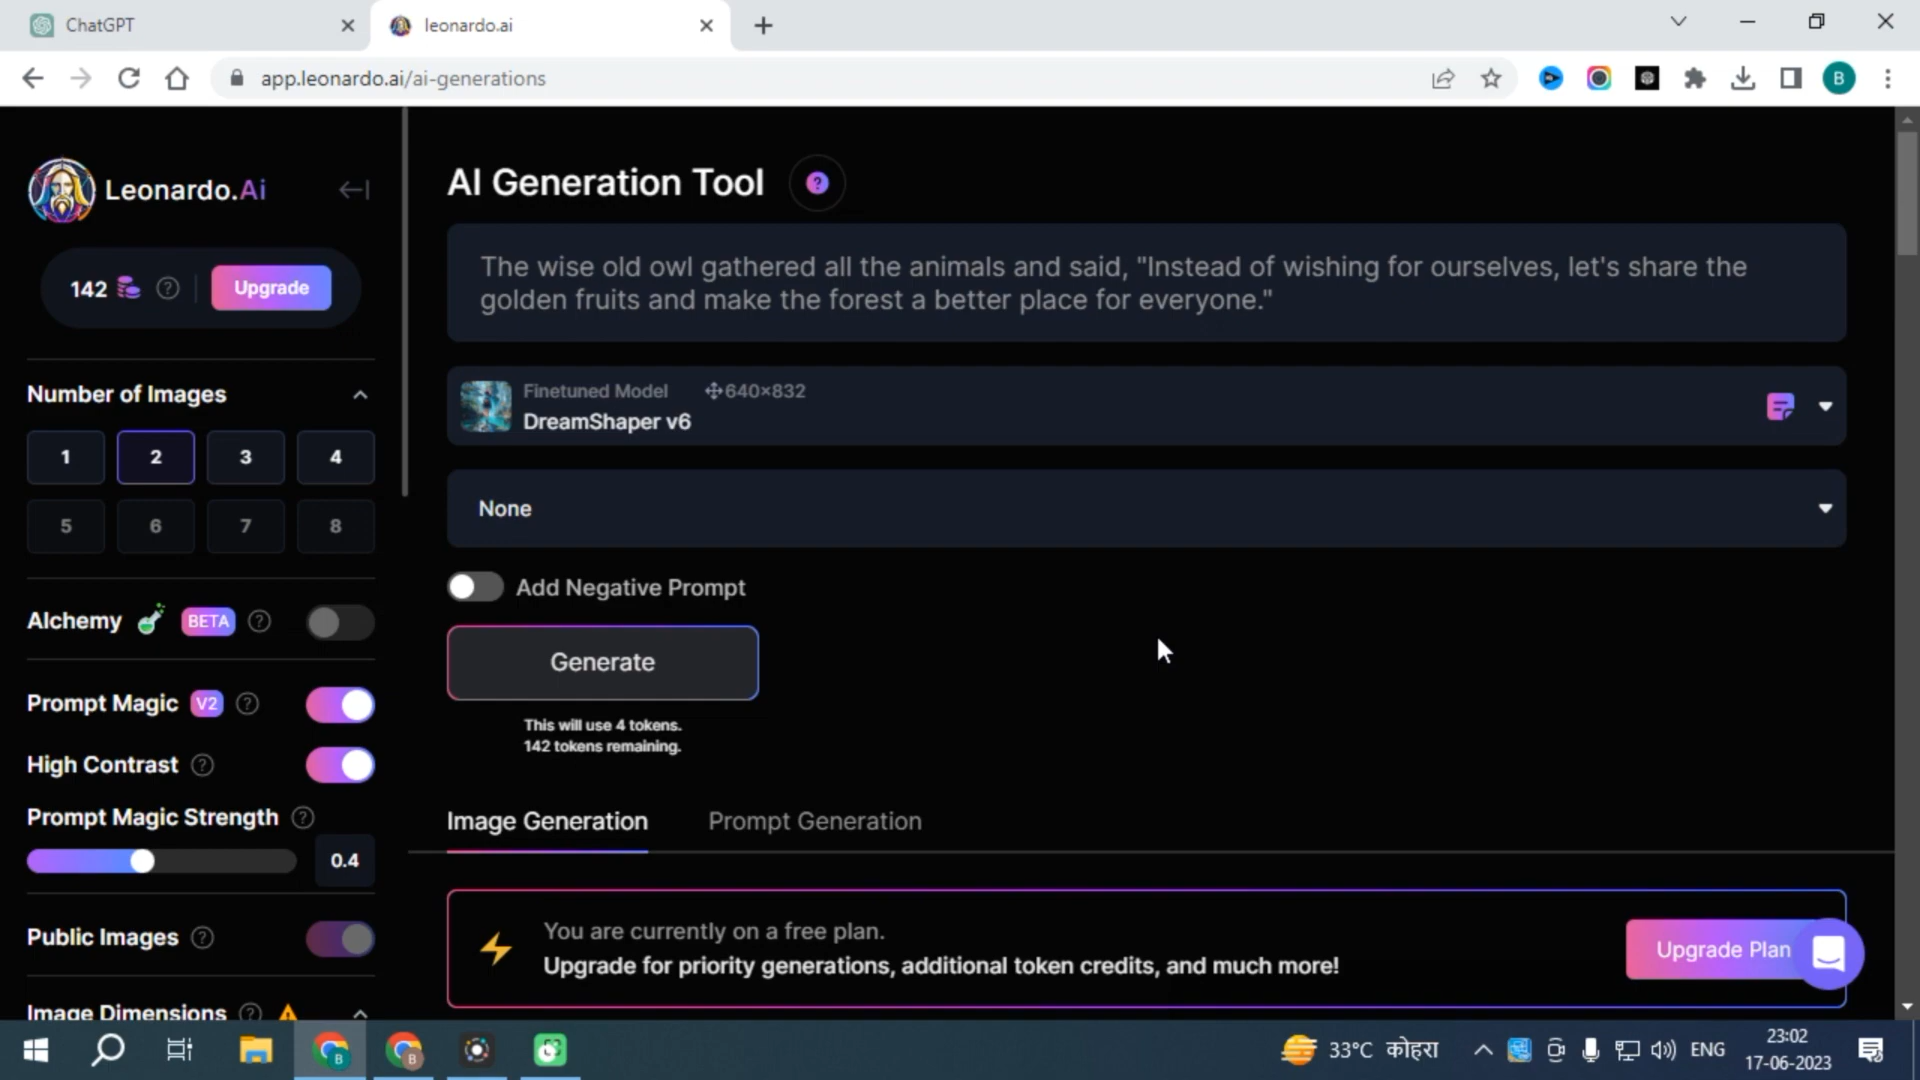 ChatGPT
leonardo.ai
app.leonardo.ai/ai-generations
B
Leonardo.Ai
142
Upgrade
Number of Images
1 2 3 4
5 6 7 8
Alchemy BETA
Prompt Magic V2
High Contrast
Prompt Magic Strength
0.4
Public Images
Image Dimensions
AI Generation Tool
The wise old owl gathered all the animals and said, "Instead of wishing for ourselves, let's share the
golden fruits and make the forest a better place for everyone."
Finetuned Model 640×832
DreamShaper v6
None
Add Negative Prompt
Generate
This will use 4 tokens.
142 tokens remaining.
Image Generation Prompt Generation
You are currently on a free plan.
Upgrade for priority generations, additional token credits, and much more!
Upgrade Plan
B
B
33°C कोहरा
ENG
23:02
17-06-2023